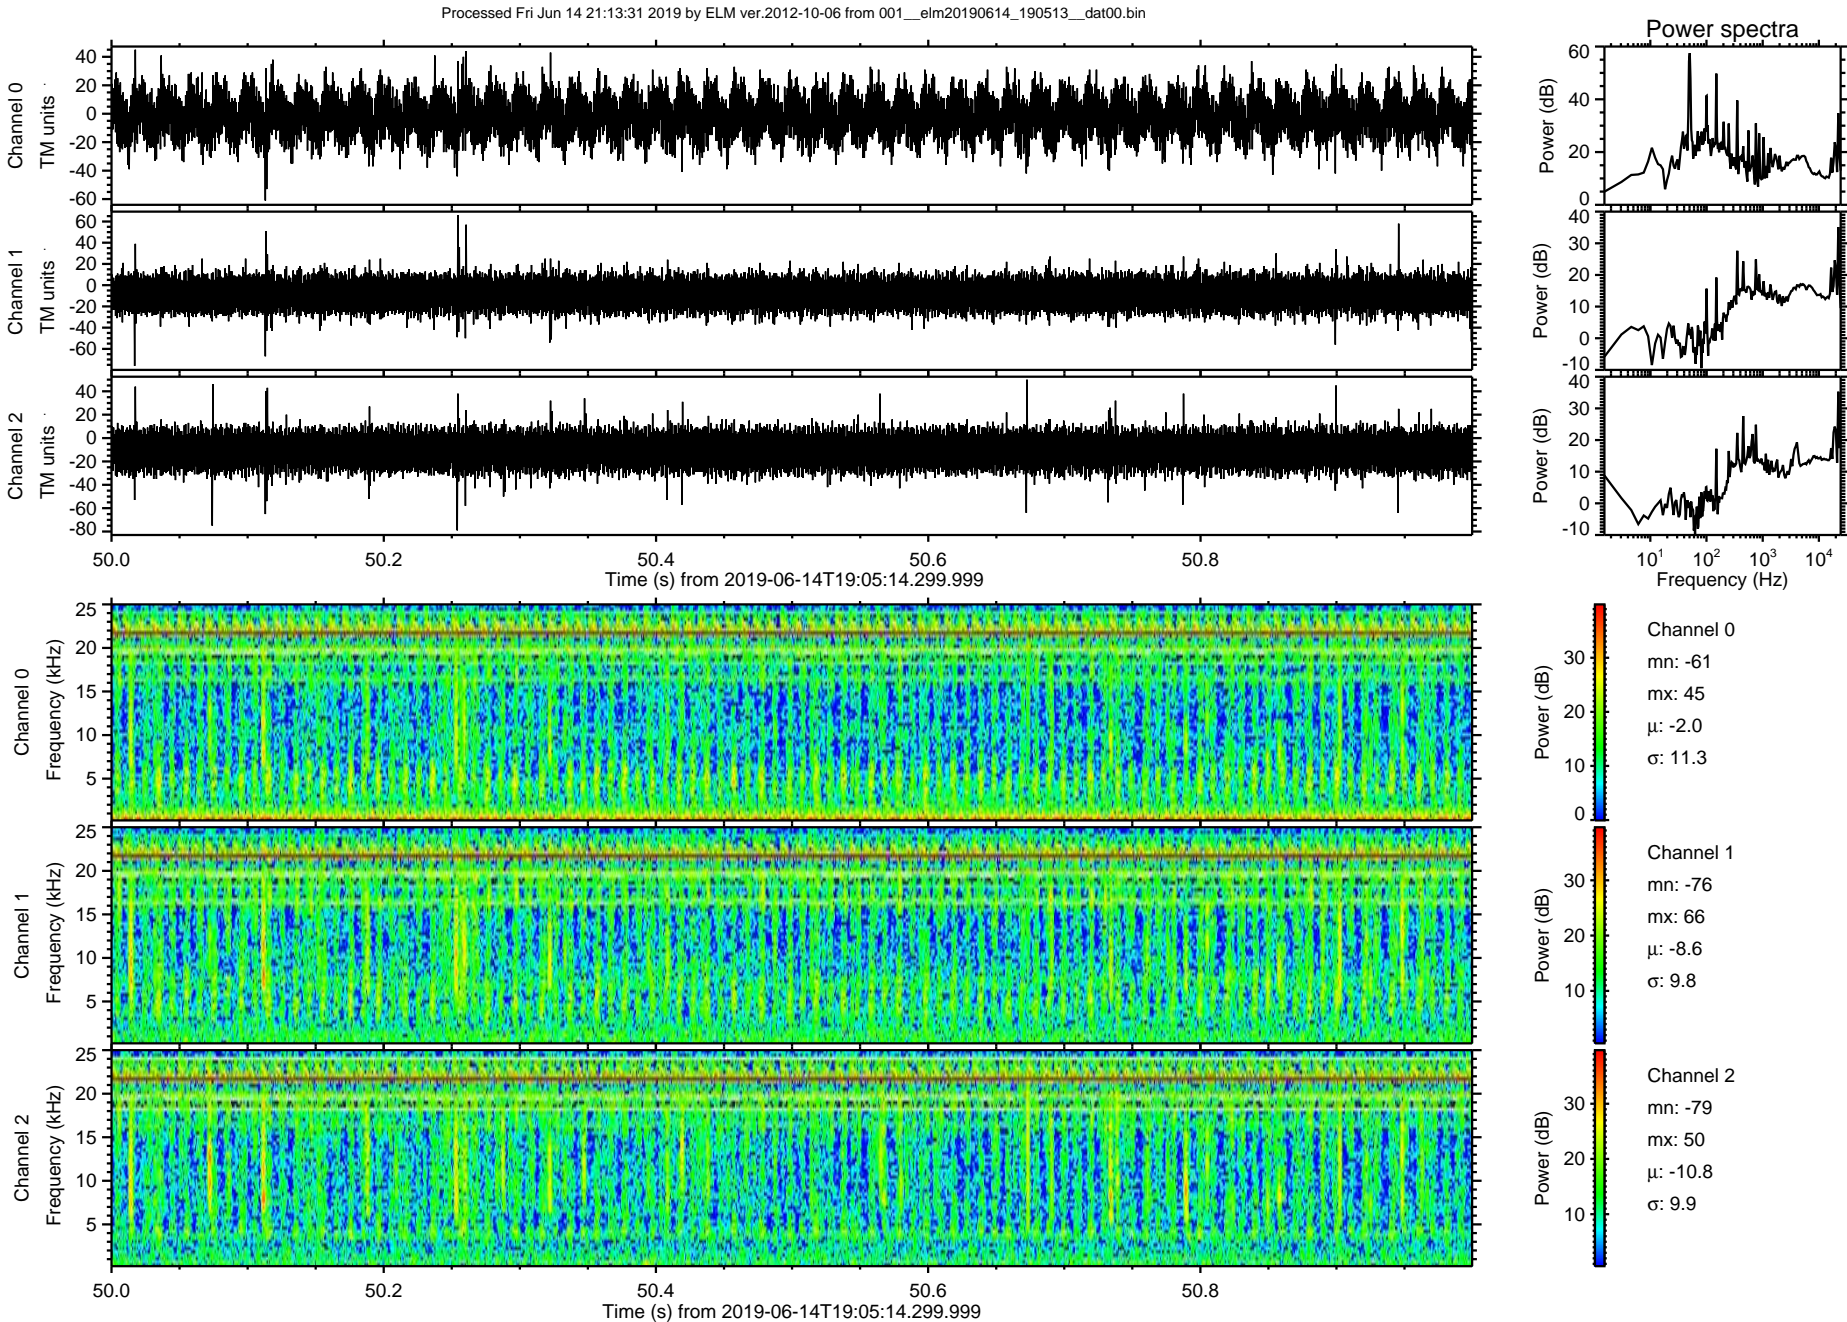 Processed Fri Jun 14 21:13:31 2019 by ELM ver.2012-10-06 from 001__elm20190614_190513__dat00.bin
Power spectra
Channel 0
TM units
40
20
0
-20
-40
-60
Power (dB)
60
40
20
0
Channel 1
TM units
60
40
20
0
-20
-40
-60
Power (dB)
40
30
20
10
0
-10
Channel 2
TM units
40
20
0
-20
-40
-60
-80
Power (dB)
40
30
20
10
0
-10
50.0 50.2 50.4 50.6 50.8
Time (s) from 2019-06-14T19:05:14.299.999
10^1 10^2 10^3 10^4
Frequency (Hz)
Channel 0
Frequency (kHz)
25
20
15
10
5
Power (dB)
30
20
10
0
Channel 0
mn: -61
mx: 45
μ: -2.0
σ: 11.3
Channel 1
Frequency (kHz)
25
20
15
10
5
Power (dB)
30
20
10
Channel 1
mn: -76
mx: 66
μ: -8.6
σ: 9.8
Channel 2
Frequency (kHz)
25
20
15
10
5
Power (dB)
30
20
10
Channel 2
mn: -79
mx: 50
μ: -10.8
σ: 9.9
50.0 50.2 50.4 50.6 50.8
Time (s) from 2019-06-14T19:05:14.299.999